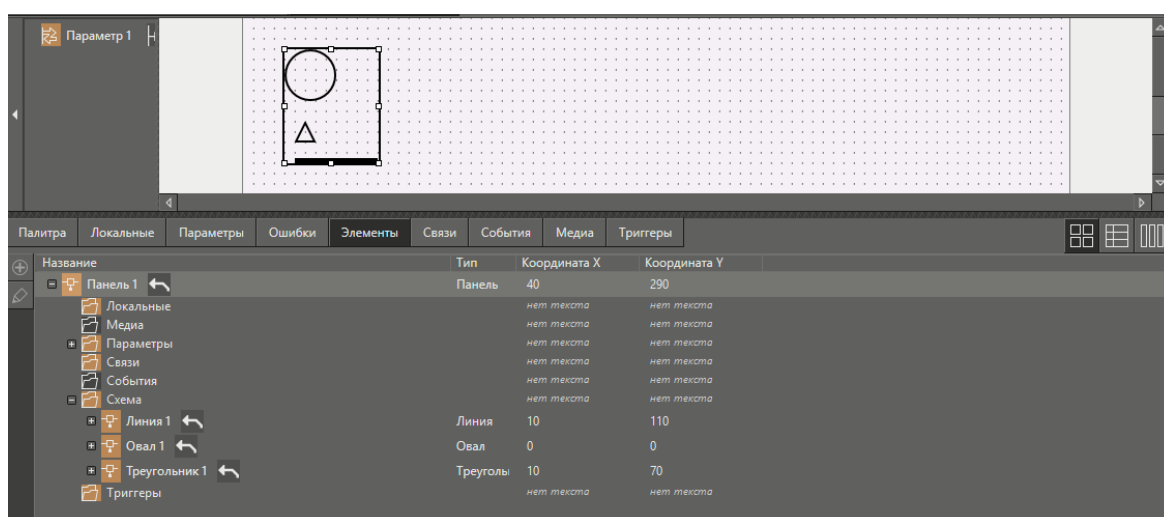 Параметр 1
Палитра Локальные Параметры Ошибки Элементы Связи События Медиа Триггеры
Название Тип Координата X Координата Y
Панель 1 Панель 40 290
Локальные нет текста нет текста
Медиа нет текста нет текста
Параметры нет текста нет текста
Связи нет текста нет текста
События нет текста нет текста
Схема нет текста нет текста
Линия 1 Линия 10 110
Овал 1 Овал 0 0
Треугольник 1 Треуголы 10 70
Триггеры нет текста нет текста